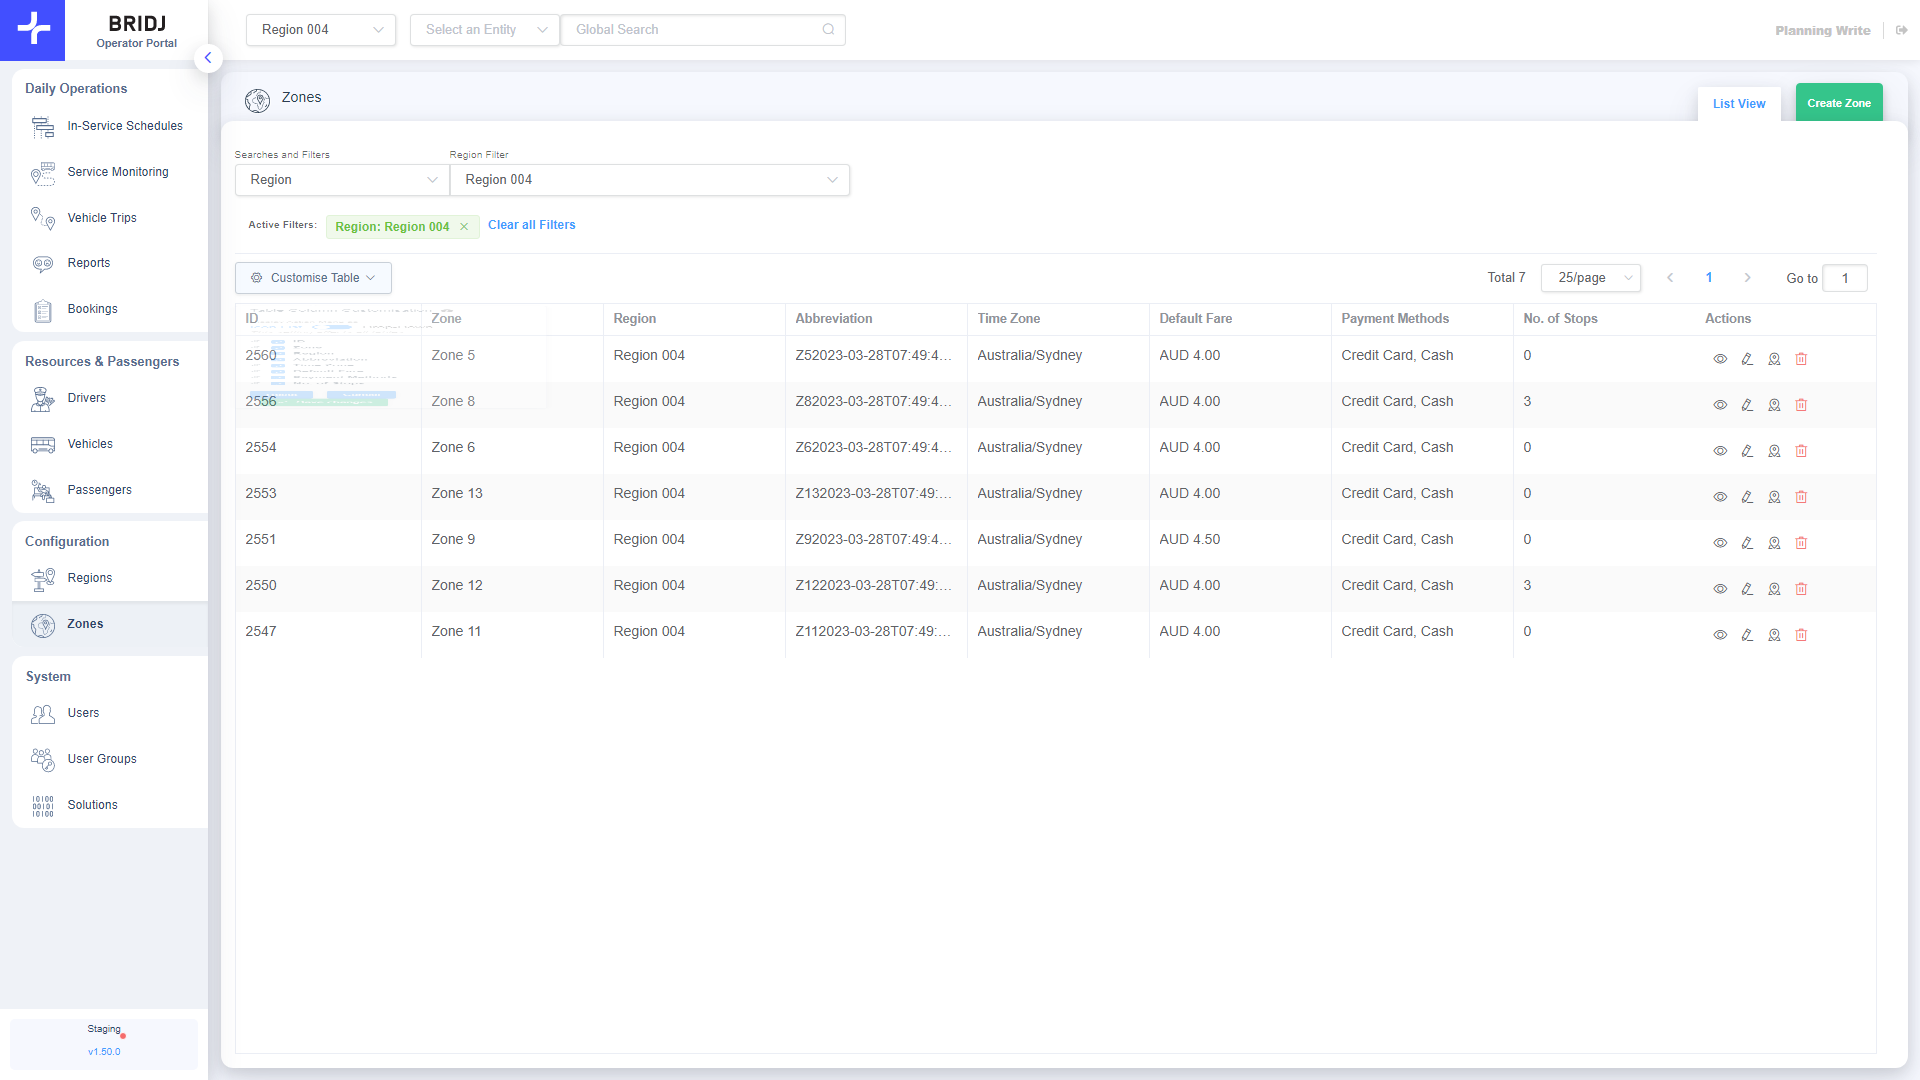 BRIDJ
Operator Portal
Region 004
Select an Entity
Global Search
Planning Write
Daily Operations
In-Service Schedules
Service Monitoring
Vehicle Trips
Reports
Bookings
Resources & Passengers
Drivers
Vehicles
Passengers
Configuration
Regions
Zones
System
Users
User Groups
Solutions
Staging
v1.50.0
Zones
List View
Create Zone
Searches and Filters
Region Filter
Region
Region 004
Active Filters:
Region: Region 004
Clear all Filters
Customise Table
Total 7
25/page
1
Go to
1
ID Zone Region Abbreviation Time Zone Default Fare Payment Methods No. of Stops Actions
2560 Zone 5 Region 004 Z52023-03-28T07:49:4... Australia/Sydney AUD 4.00 Credit Card, Cash 0
2556 Zone 8 Region 004 Z82023-03-28T07:49:4... Australia/Sydney AUD 4.00 Credit Card, Cash 3
2554 Zone 6 Region 004 Z62023-03-28T07:49:4... Australia/Sydney AUD 4.00 Credit Card, Cash 0
2553 Zone 13 Region 004 Z132023-03-28T07:49:... Australia/Sydney AUD 4.00 Credit Card, Cash 0
2551 Zone 9 Region 004 Z92023-03-28T07:49:4... Australia/Sydney AUD 4.50 Credit Card, Cash 0
2550 Zone 12 Region 004 Z122023-03-28T07:49:... Australia/Sydney AUD 4.00 Credit Card, Cash 3
2547 Zone 11 Region 004 Z112023-03-28T07:49:... Australia/Sydney AUD 4.00 Credit Card, Cash 0